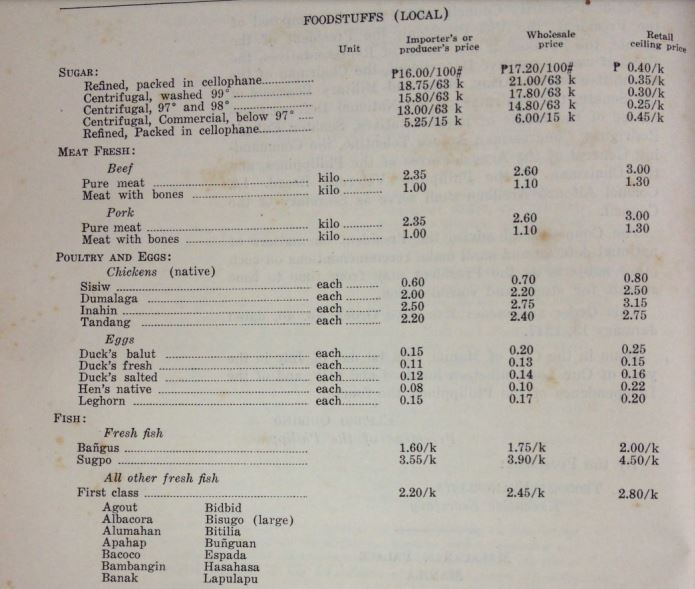 FOODSTUFFS (LOCAL)
Unit Importer's or producer's price Wholesale price Retail ceiling price
SUGAR:
Refined, packed in cellophane ₱16.00/100# ₱17.20/100# ₱ 0.40/k
Centrifugal, washed 99° 18.75/63 k 21.00/63 k 0.35/k
Centrifugal, 97° and 98° 15.80/63 k 17.80/63 k 0.30/k
Centrifugal, Commercial, below 97° 13.00/63 k 14.80/63 k 0.25/k
Refined, Packed in cellophane 5.25/15 k 6.00/15 k 0.45/k
MEAT FRESH:
Beef
Pure meat kilo 2.35 2.60 3.00
Meat with bones kilo 1.00 1.10 1.30
Pork
Pure meat kilo 2.35 2.60 3.00
Meat with bones kilo 1.00 1.10 1.30
POULTRY AND EGGS:
Chickens (native)
Sisiw each 0.60 0.70 0.80
Dumalaga each 2.00 2.20 2.50
Inahin each 2.50 2.75 3.15
Tandang each 2.20 2.40 2.75
Eggs
Duck's balut each 0.15 0.20 0.25
Duck's fresh each 0.11 0.13 0.15
Duck's salted each 0.12 0.14 0.16
Hen's native each 0.08 0.10 0.22
Leghorn each 0.15 0.17 0.20
FISH:
Fresh fish
Bañgus 1.60/k 1.75/k 2.00/k
Sugpo 3.55/k 3.90/k 4.50/k
All other fresh fish
First class 2.20/k 2.45/k 2.80/k
Agout Bidbid
Albacora Bisugo (large)
Alumahan Bitilia
Apahap Buñguan
Bacoco Espada
Bambangin Hasahasa
Banak Lapulapu